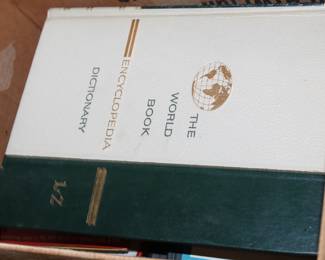 THE
WORLD
BOOK
ENCYCLOPEDIA
DICTIONARY
L-Z